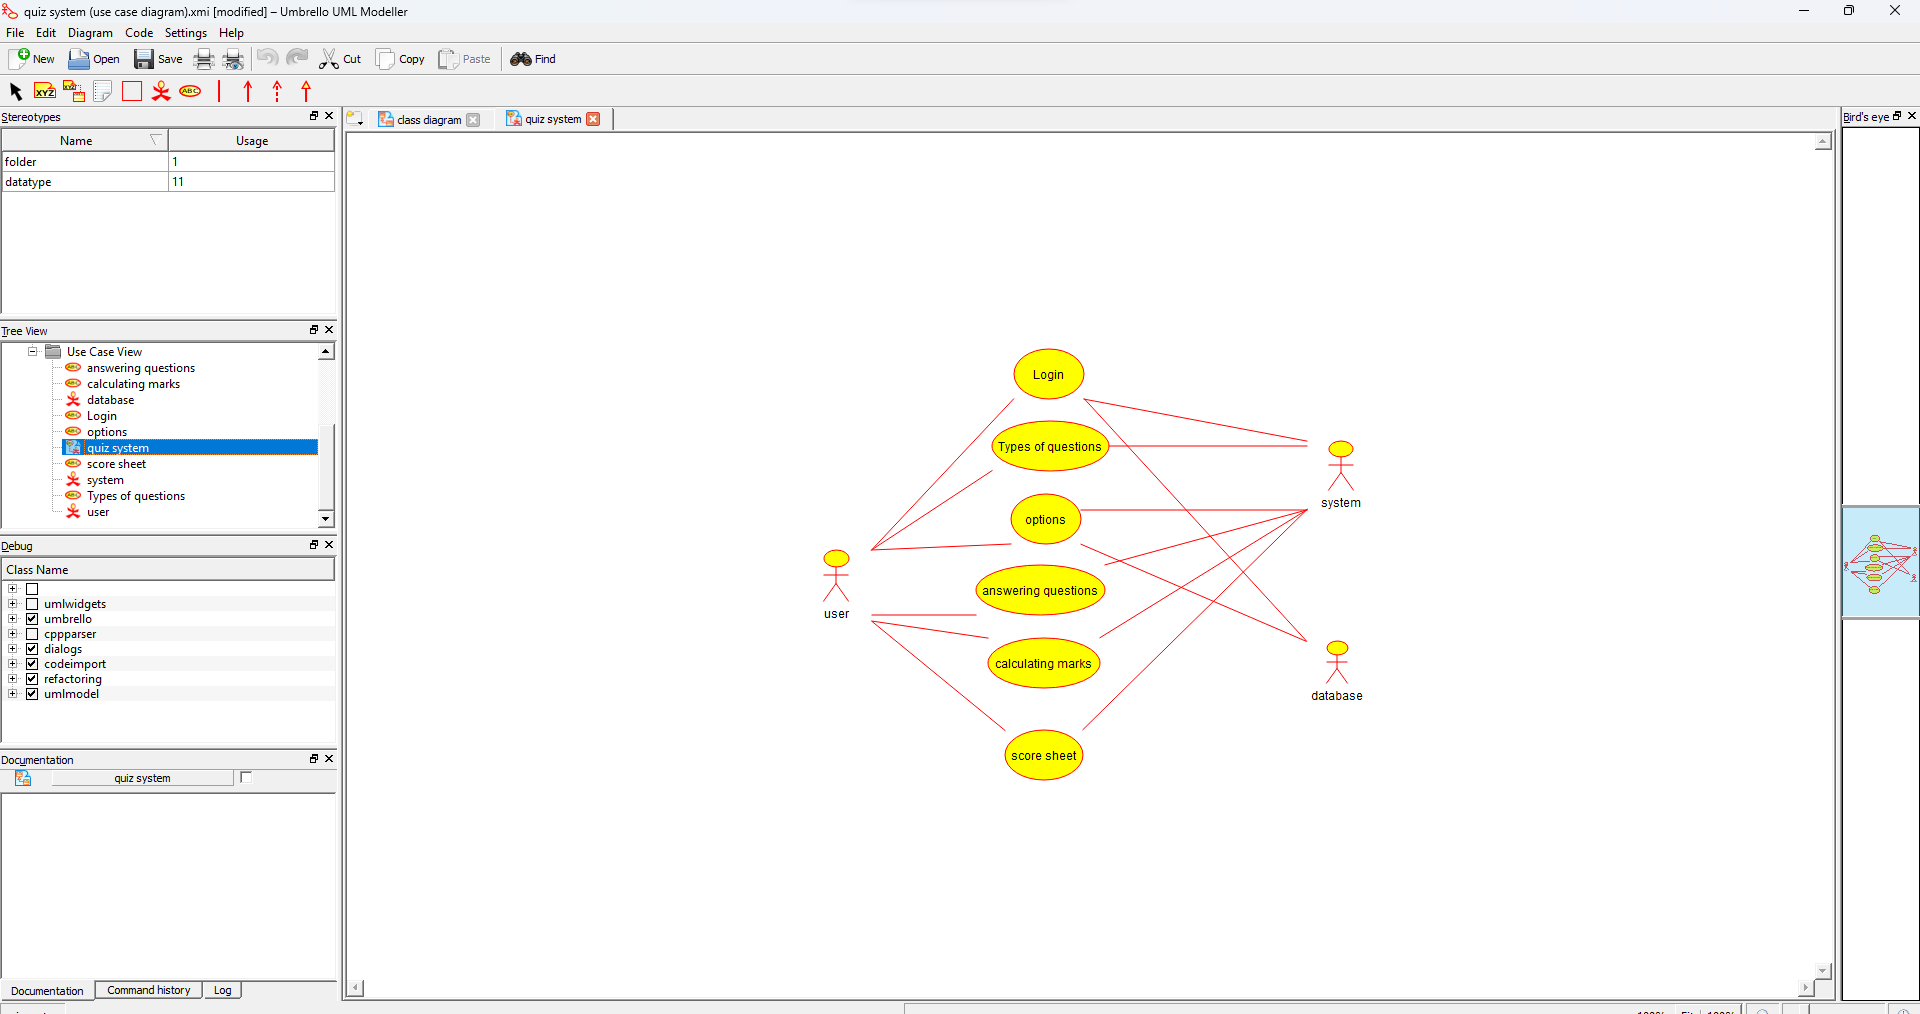 quiz system (use case diagram).xmi [modified] – Umbrello UML Modeller
File Edit Diagram Code Settings Help
New Open Save Cut Copy Paste Find
XYZ XYZ ABC
Stereotypes
Name Usage
folder 1
datatype 11
Tree View
Use Case View
answering questions
calculating marks
database
Login
options
quiz system
score sheet
system
Types of questions
user
Debug
Class Name
umlwidgets
umbrello
cppparser
dialogs
codeimport
refactoring
umlmodel
Documentation
quiz system
Documentation Command history Log
class diagram quiz system
Login
Types of questions
options
answering questions
calculating marks
score sheet
user
system
database
Bird's eye